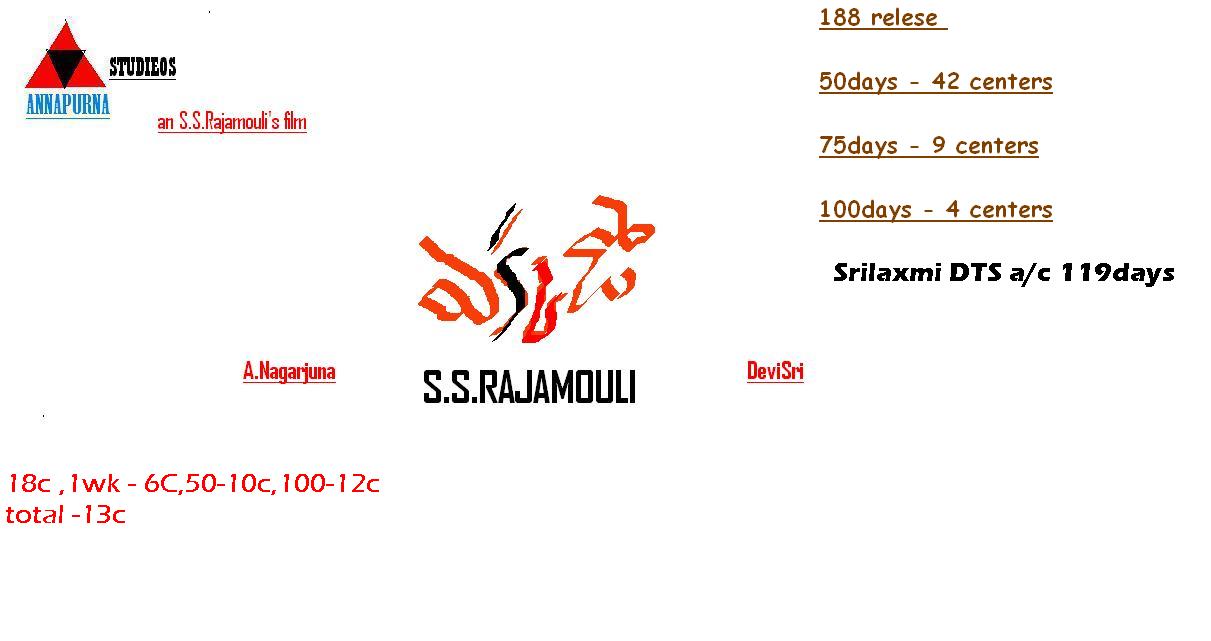 STUDIEOS
ANNAPURNA
an S.S.Rajamouli's film
188 relese
50days - 42 centers
75days - 9 centers
100days - 4 centers
Srilaxmi DTS a/c 119days
A.Nagarjuna
S.S.RAJAMOULI
DeviSri
18c ,1wk - 6C,50-10c,100-12c
total -13c